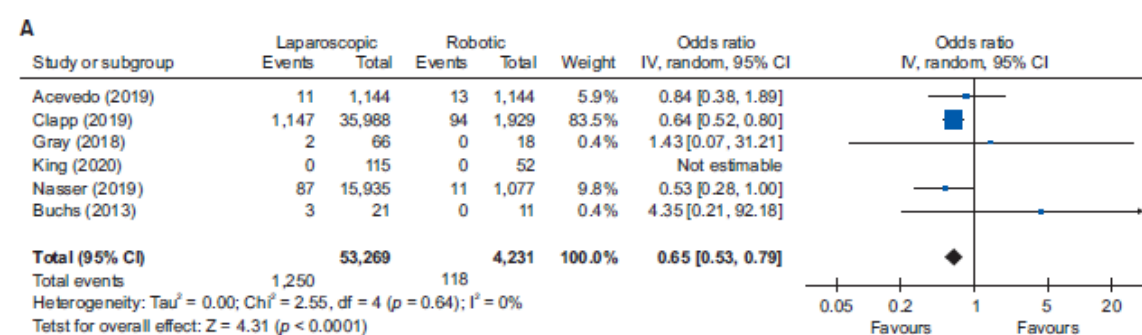 A
Laparoscopic Robotic Odds ratio Odds ratio
Study or subgroup Events Total Events Total Weight IV, random, 95% CI IV, random, 95% CI
Acevedo (2019) 11 1,144 13 1,144 5.9% 0.84 [0.38, 1.89]
Clapp (2019) 1,147 35,988 94 1,929 83.5% 0.64 [0.52, 0.80]
Gray (2018) 2 66 0 18 0.4% 1.43 [0.07, 31.21]
King (2020) 0 115 0 52 Not estimable
Nasser (2019) 87 15,935 11 1,077 9.8% 0.53 [0.28, 1.00]
Buchs (2013) 3 21 0 11 0.4% 4.35 [0.21, 92.18]
Total (95% CI) 53,269 4,231 100.0% 0.65 [0.53, 0.79]
Total events 1,250 118
Heterogeneity: Tau² = 0.00; Chi² = 2.55, df = 4 (p = 0.64); I² = 0%
Tetst for overall effect: Z = 4.31 (p < 0.0001)
0.05 0.2 1 5 20
Favours Favours